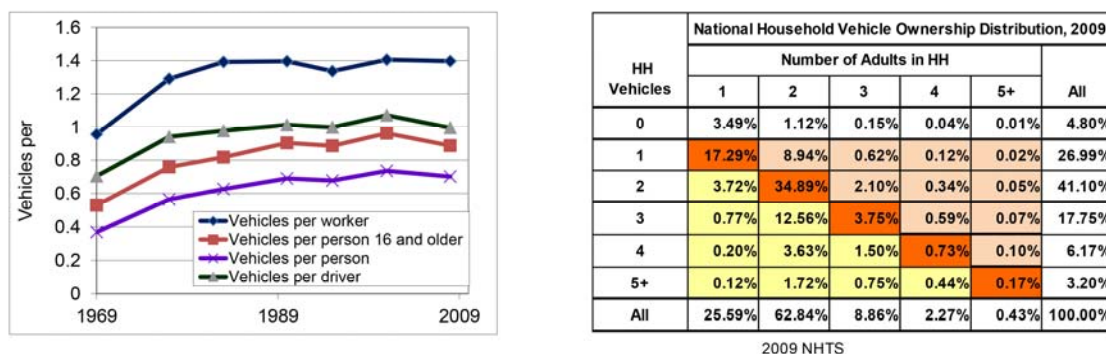 1.6
1.4
1.2
1
0.8
0.6
0.4
0.2
0
Vehicles per
1969
1989
2009
Vehicles per worker
Vehicles per person 16 and older
Vehicles per person
Vehicles per driver
National Household Vehicle Ownership Distribution, 2009
HH Vehicles
Number of Adults in HH
1 2 3 4 5+ All
0 3.49% 1.12% 0.15% 0.04% 0.01% 4.80%
1 17.29% 8.94% 0.62% 0.12% 0.02% 26.99%
2 3.72% 34.89% 2.10% 0.34% 0.05% 41.10%
3 0.77% 12.56% 3.75% 0.59% 0.07% 17.75%
4 0.20% 3.63% 1.50% 0.73% 0.10% 6.17%
5+ 0.12% 1.72% 0.75% 0.44% 0.17% 3.20%
All 25.59% 62.84% 8.86% 2.27% 0.43% 100.00%
2009 NHTS